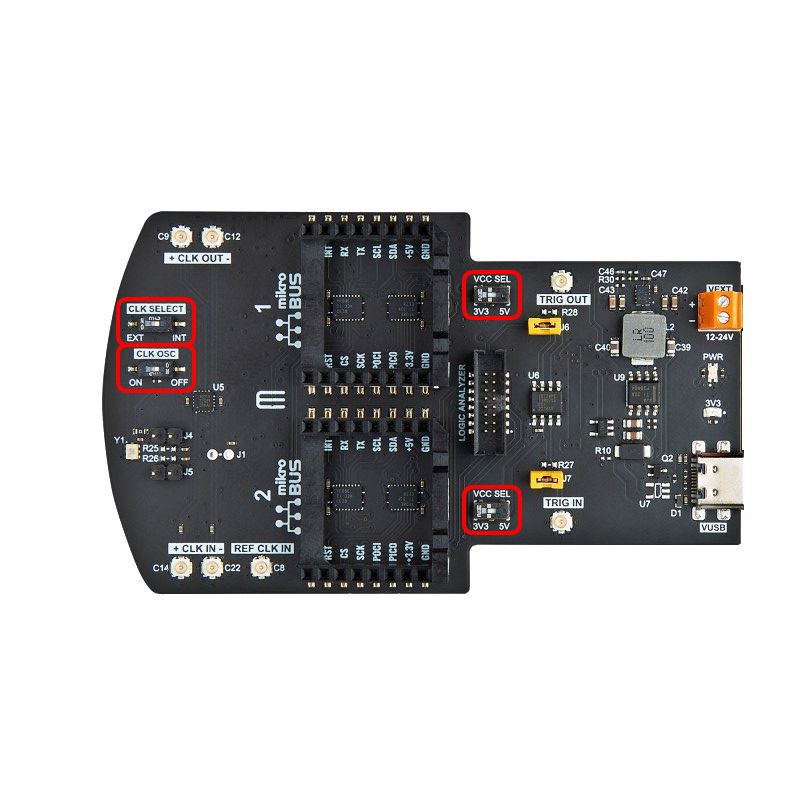 C9
C12
+ CLK OUT -
CLK SELECT
EXT INT
CLK OSC
ON OFF
U5
Y1
R25
R26
J4
J5
J1
+ CLK IN -
REF CLK IN
C14
C22
C8
1
mikro
BUS
INT RX TX SCL SDA +5V GND
RST CS SCK POCI PICO +3.3V GND
2
mikro
BUS
INT RX TX SCL SDA +5V GND
RST CS SCK POCI PICO +3.3V GND
LOGIC ANALYZER
VCC SEL
3V3 5V
TRIG OUT
R28
J6
U6
R27
J7
VCC SEL
3V3 5V
TRIG IN
C46
R30
C43
C47
C42
L2
LR
100
C40
C39
U9
R10
Q2
U7
D1
VEXT
+
-
12-24V
PWR
3V3
VUSB